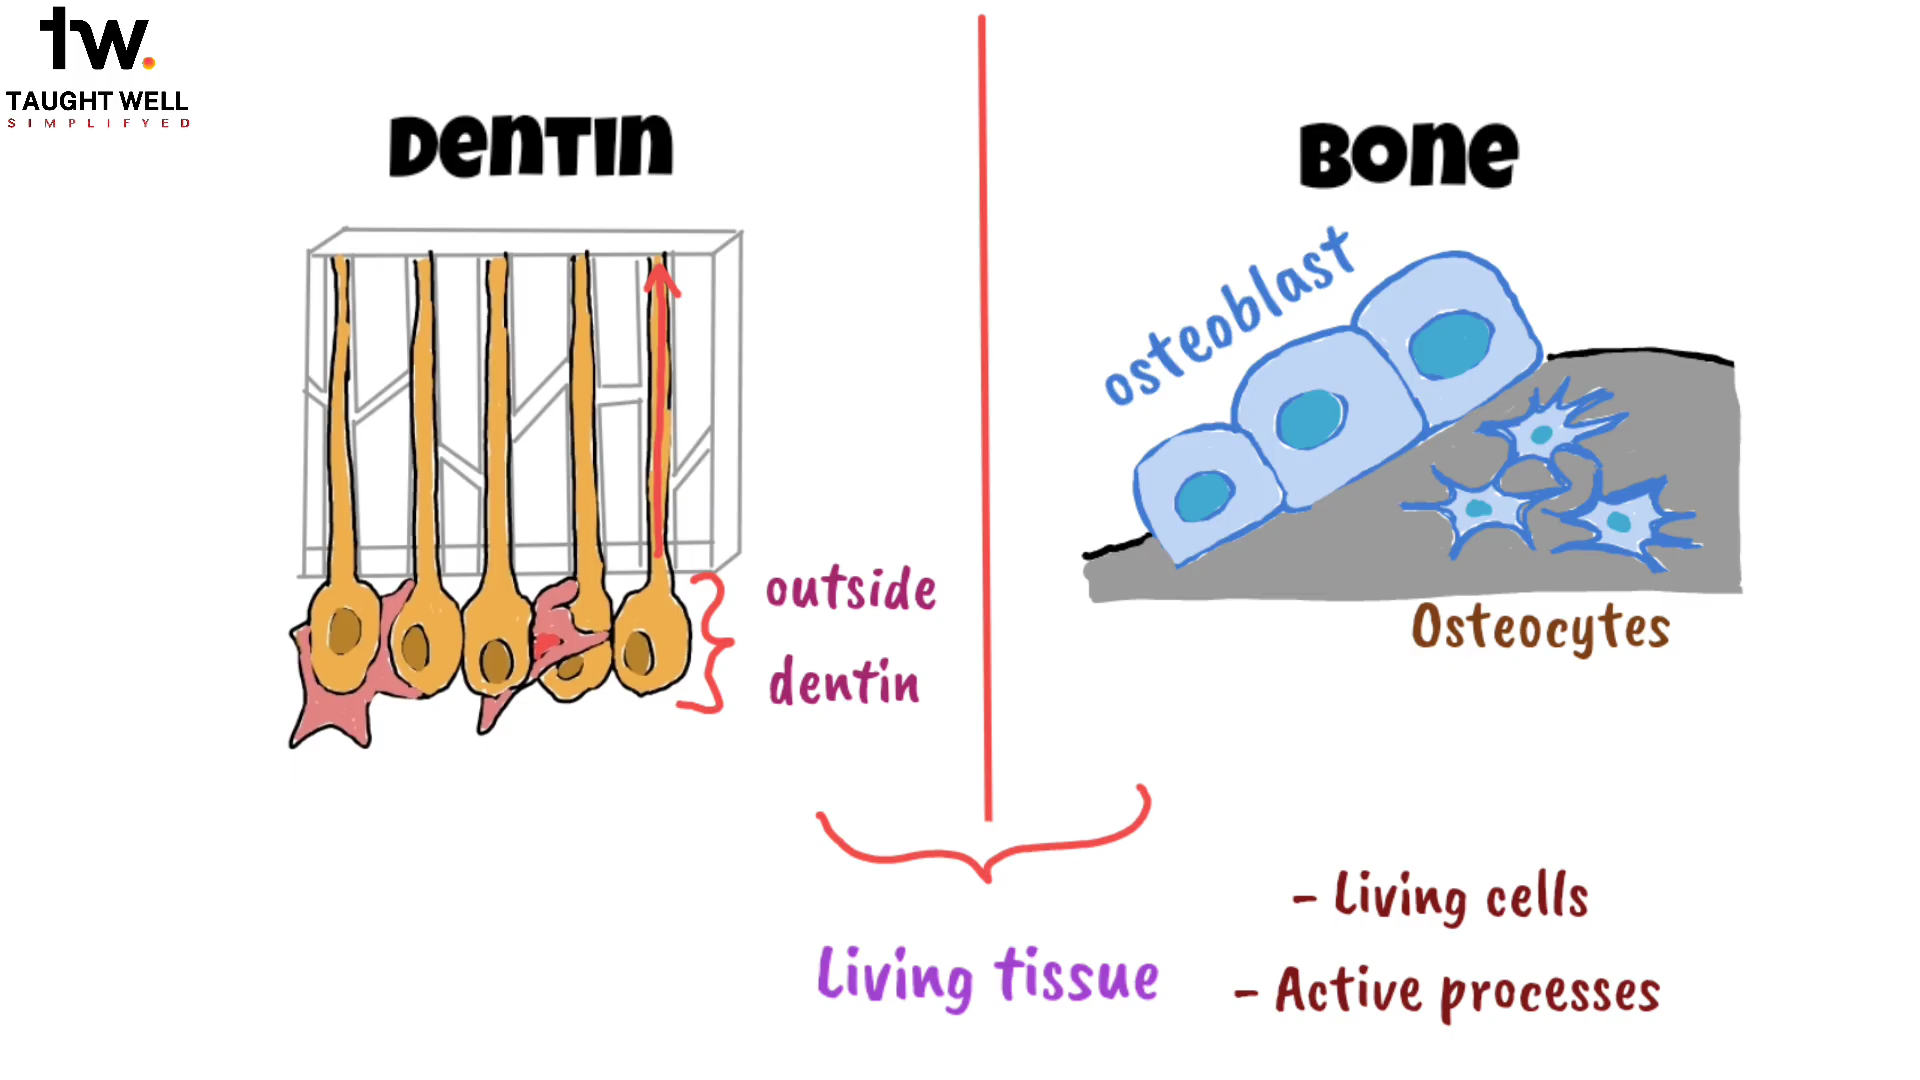 tw.
TAUGHT WELL
SIMPLIFYED
Dentin
Bone
osteoblast
outside
dentin
Osteocytes
Living tissue
- Living cells
- Active processes